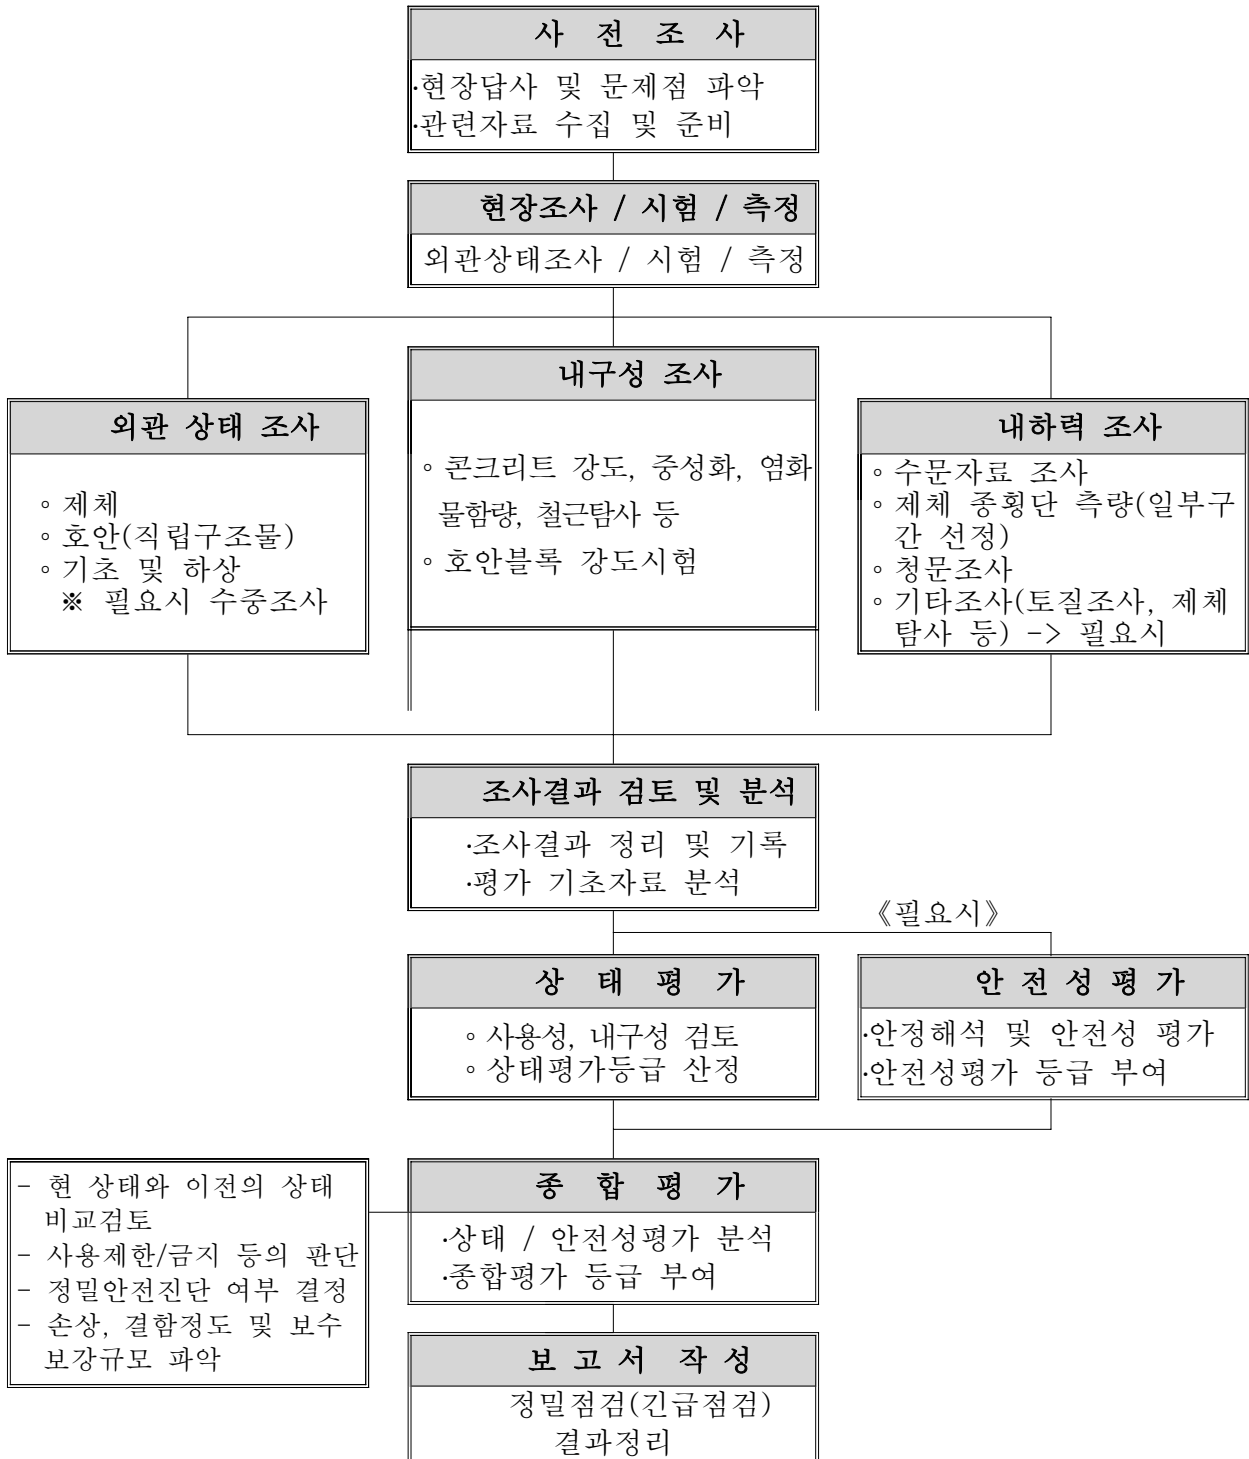 사 전 조 사
·현장답사 및 문제점 파악
·관련자료 수집 및 준비
현장조사 / 시험 / 측정
외관상태조사 / 시험 / 측정
외관 상태 조사
∘ 제체
∘ 호안(직립구조물)
∘ 기초 및 하상
※ 필요시 수중조사
내구성 조사
∘ 콘크리트 강도, 중성화, 염화
물함량, 철근탐사 등
∘ 호안블록 강도시험
내하력 조사
∘ 수문자료 조사
∘ 제체 종횡단 측량(일부구
간 선정)
∘ 청문조사
∘ 기타조사(토질조사, 제체
탐사 등) -> 필요시
조사결과 검토 및 분석
·조사결과 정리 및 기록
·평가 기초자료 분석
《필요시》
상 태 평 가
∘ 사용성, 내구성 검토
∘ 상태평가등급 산정
안 전 성 평 가
·안정해석 및 안전성 평가
·안전성평가 등급 부여
종 합 평 가
·상태 / 안전성평가 분석
·종합평가 등급 부여
- 현 상태와 이전의 상태
비교검토
- 사용제한/금지 등의 판단
- 정밀안전진단 여부 결정
- 손상, 결함정도 및 보수
보강규모 파악
보 고 서 작 성
정밀점검(긴급점검)
결과정리